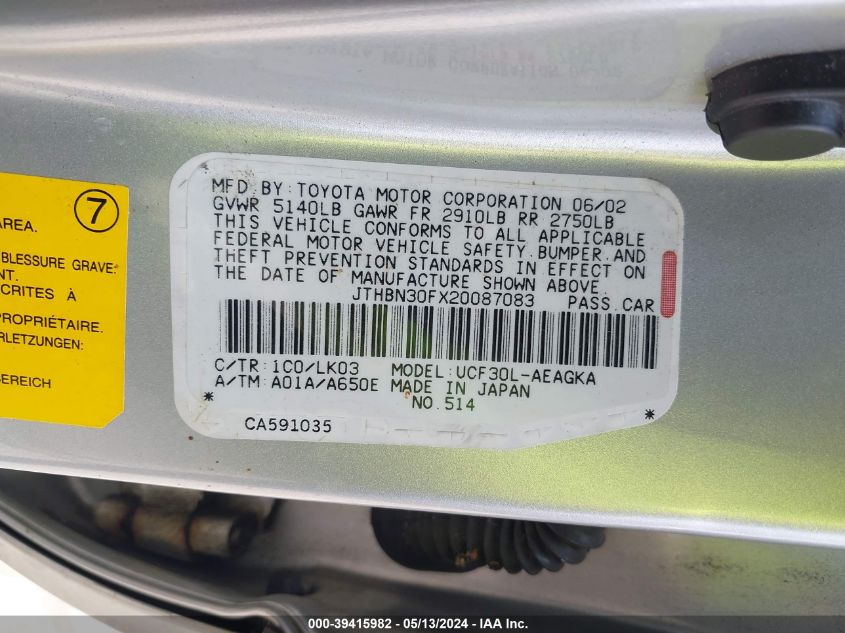 MFD BY: TOYOTA MOTOR CORPORATION 06/02
GVWR 5140LB GAWR FR 2910LB RR 2750LB
THIS VEHICLE CONFORMS TO ALL APPLICABLE
FEDERAL MOTOR VEHICLE SAFETY, BUMPER, AND
THEFT PREVENTION STANDARDS IN EFFECT ON
THE DATE OF MANUFACTURE SHOWN ABOVE.
JTHBN30FX20087083 PASS.CAR
C/TR: 1C0/LK03 MODEL: UCF30L-AEAGKA
A/TM: A01A/A650E MADE IN JAPAN
* NO.514 *
CA591035
7
AREA.
BLESSURE GRAVE
NT.
CRITES À
PROPRIÉTAIRE.
ERLETZUNGEN:
BEREICH
000-39415982 - 05/13/2024 - IAA Inc.